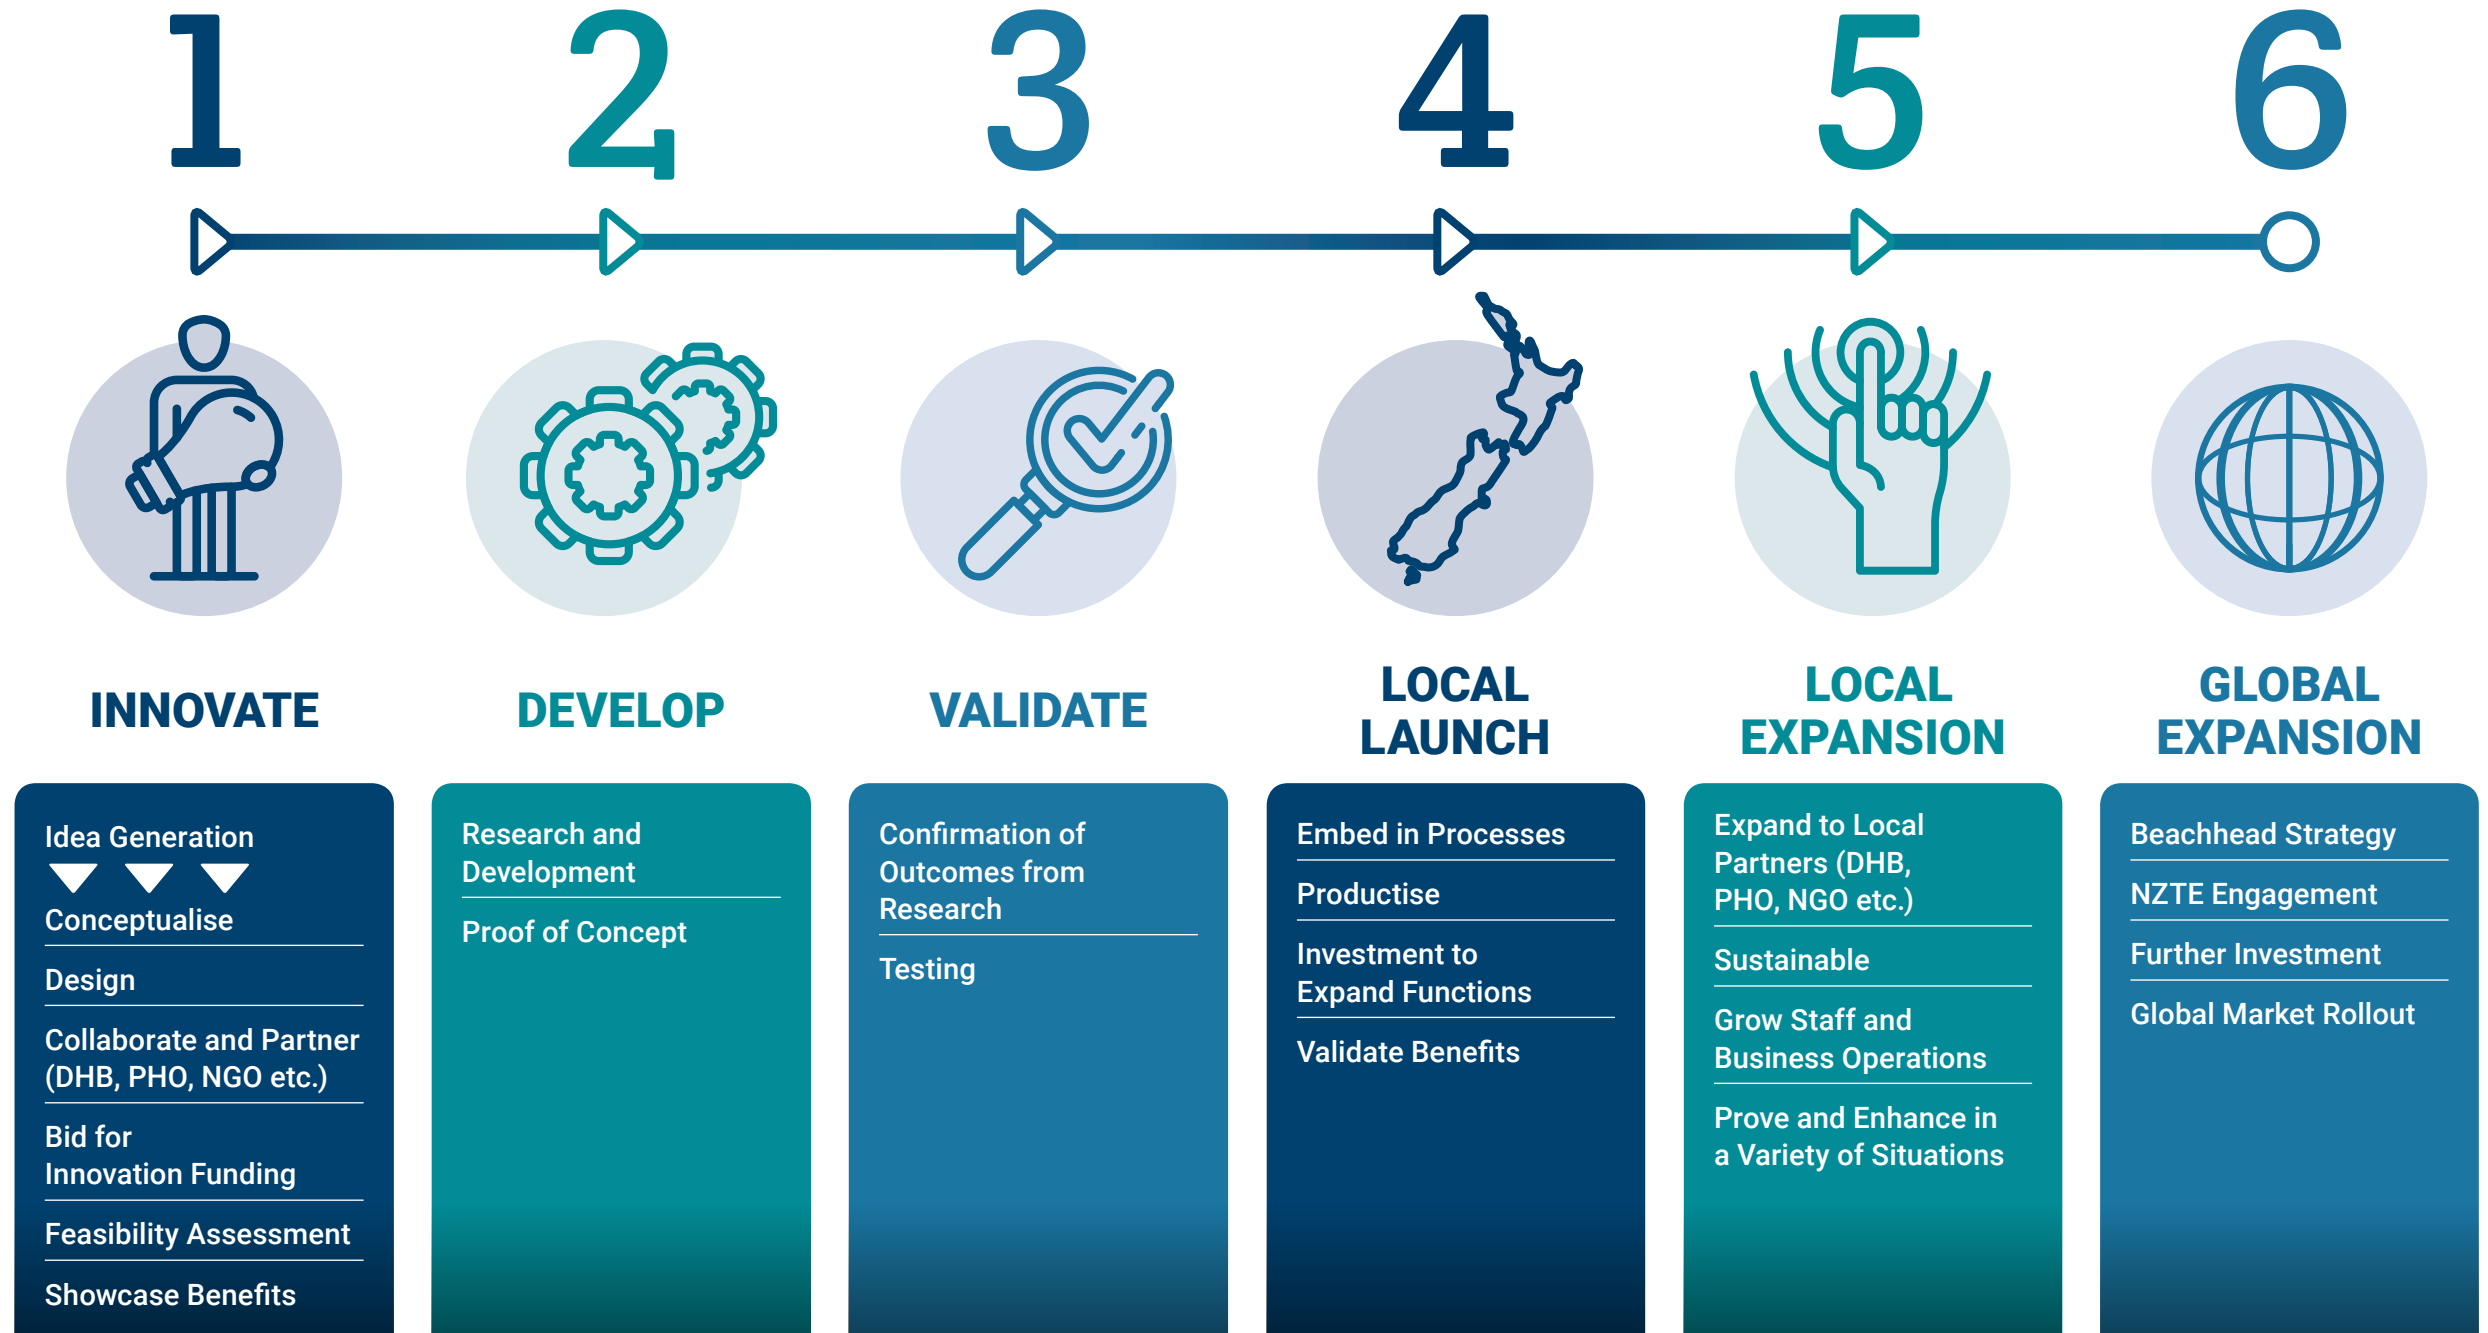 1
2
3
4
5
6
INNOVATE
DEVELOP
VALIDATE
LOCAL
LAUNCH
LOCAL
EXPANSION
GLOBAL
EXPANSION
Idea Generation
Conceptualise
Design
Collaborate and Partner
(DHB, PHO, NGO etc.)
Bid for
Innovation Funding
Feasibility Assessment
Showcase Benefits
Research and
Development
Proof of Concept
Confirmation of
Outcomes from
Research
Testing
Embed in Processes
Productise
Investment to
Expand Functions
Validate Benefits
Expand to Local
Partners (DHB,
PHO, NGO etc.)
Sustainable
Grow Staff and
Business Operations
Prove and Enhance in
a Variety of Situations
Beachhead Strategy
NZTE Engagement
Further Investment
Global Market Rollout